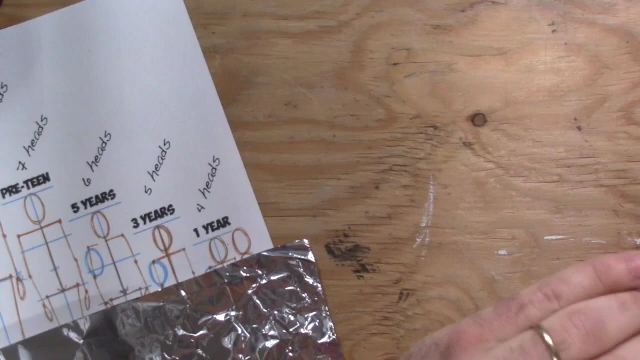 7 heads
6 heads
5 heads
4 heads
PRE-TEEN
5 YEARS
3 YEARS
1 YEAR